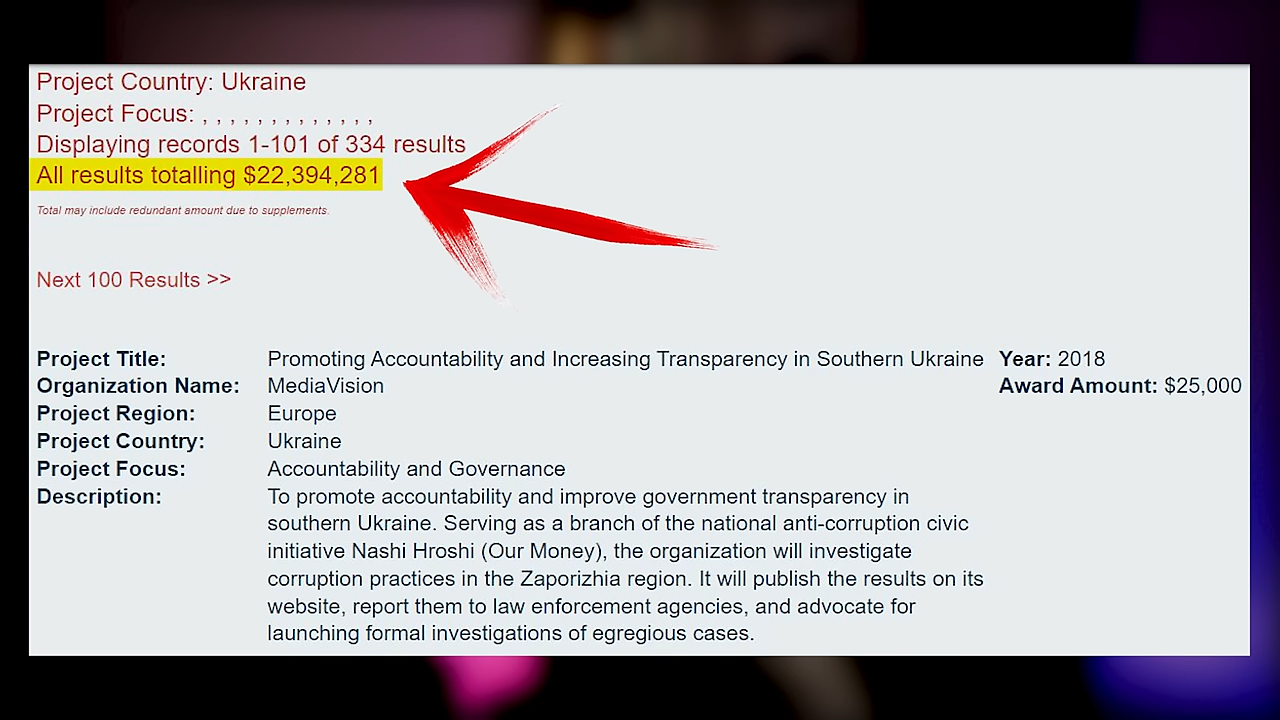 Project Country: Ukraine
Project Focus: , , , , , , , , , , , , ,
Displaying records 1-101 of 334 results
All results totalling $22,394,281
Total may include redundant amount due to supplements.
Next 100 Results >>
Project Title: Promoting Accountability and Increasing Transparency in Southern Ukraine Year: 2018
Organization Name: MediaVision Award Amount: $25,000
Project Region: Europe
Project Country: Ukraine
Project Focus: Accountability and Governance
Description: To promote accountability and improve government transparency in
southern Ukraine. Serving as a branch of the national anti-corruption civic
initiative Nashi Hroshi (Our Money), the organization will investigate
corruption practices in the Zaporizhia region. It will publish the results on its
website, report them to law enforcement agencies, and advocate for
launching formal investigations of egregious cases.